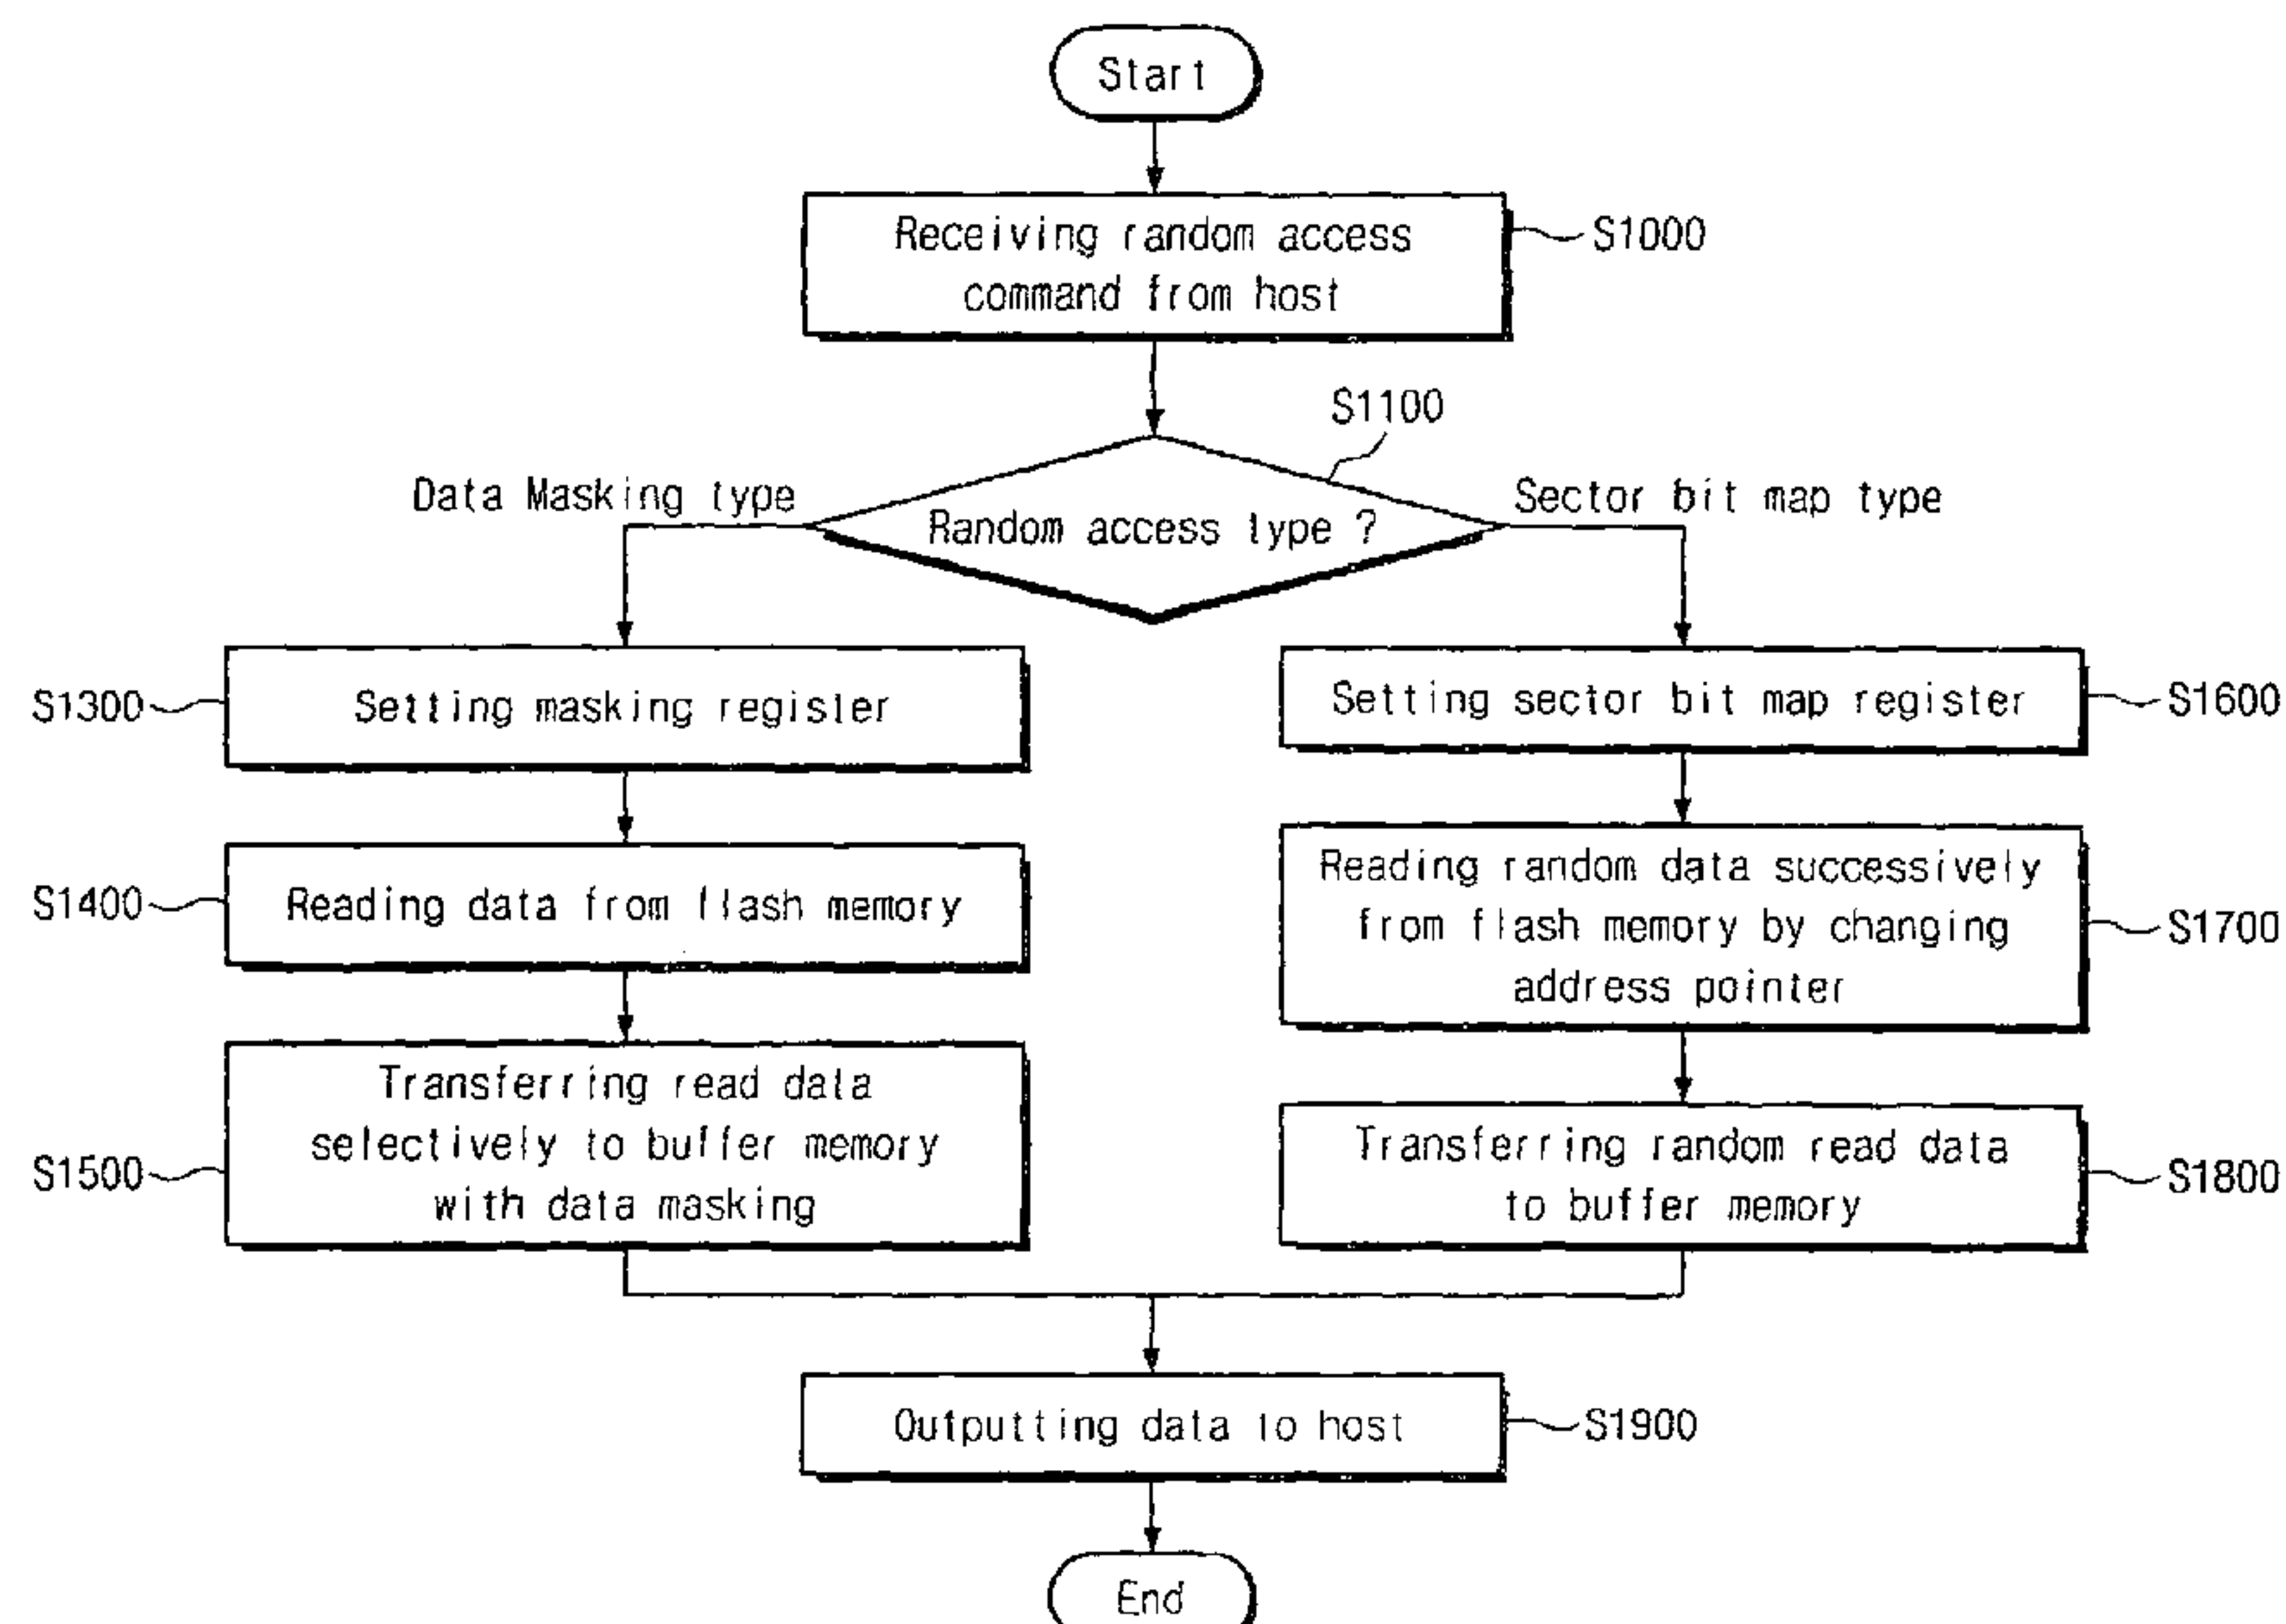 Start
Receiving random access
command from host
S1000
S1100
Data Masking type
Sector bit map type
Random access type ?
S1300
Setting masking register
Setting sector bit map register
S1600
S1400
Reading data from flash memory
Reading random data successively
from flash memory by changing
address pointer
S1700
S1500
Transferring read data
selectively to buffer memory
with data masking
Transferring random read data
to buffer memory
S1800
Outputting data to host
S1900
End